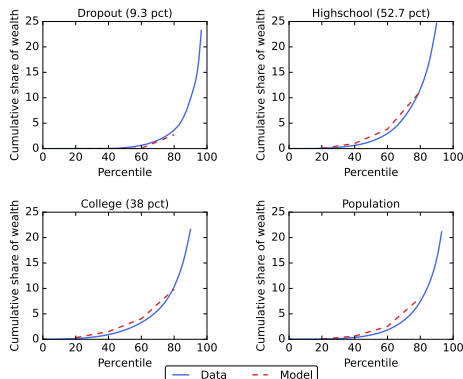 Dropout (9.3 pct)
Cumulative share of wealth
25
20
15
10
5
0
0 20 40 60 80 100
Percentile
Highschool (52.7 pct)
Cumulative share of wealth
25
20
15
10
5
0
0 20 40 60 80 100
Percentile
College (38 pct)
Cumulative share of wealth
25
20
15
10
5
0
0 20 40 60 80 100
Percentile
Population
Cumulative share of wealth
25
20
15
10
5
0
0 20 40 60 80 100
Percentile
Data Model